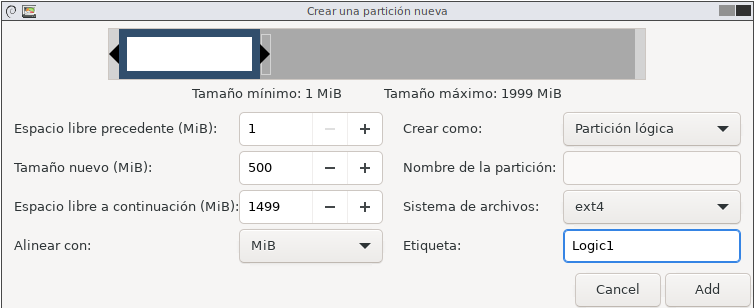 Crear una partición nueva
Tamaño mínimo: 1 MiB Tamaño máximo: 1999 MiB
Espacio libre precedente (MiB): 1 Crear como: Partición lógica
Tamaño nuevo (MiB): 500 Nombre de la partición:
Espacio libre a continuación (MiB): 1499 Sistema de archivos: ext4
Alinear con: MiB Etiqueta: Logic1
Cancel Add